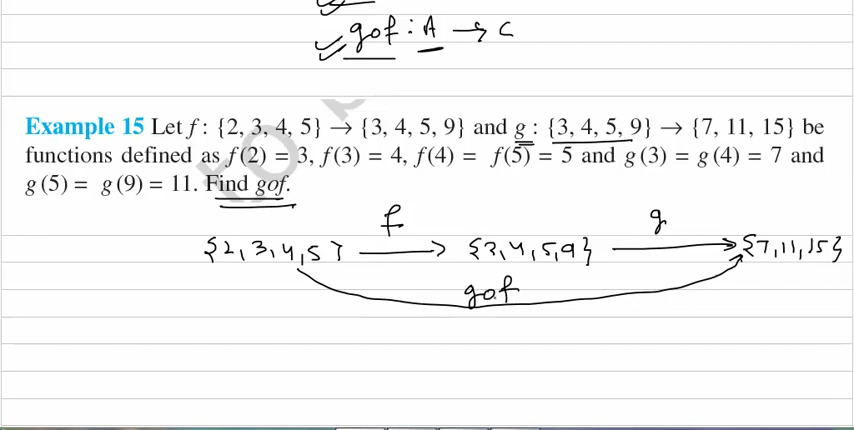 gof : A → C
Example 15 Let f : {2, 3, 4, 5} → {3, 4, 5, 9} and g : {3, 4, 5, 9} → {7, 11, 15} be
functions defined as f (2) = 3, f (3) = 4, f (4) = f (5) = 5 and g (3) = g (4) = 7 and
g (5) = g (9) = 11. Find gof.
f g
{2, 3, 4, 5} → {3, 4, 5, 9} → {7, 11, 15}
gof